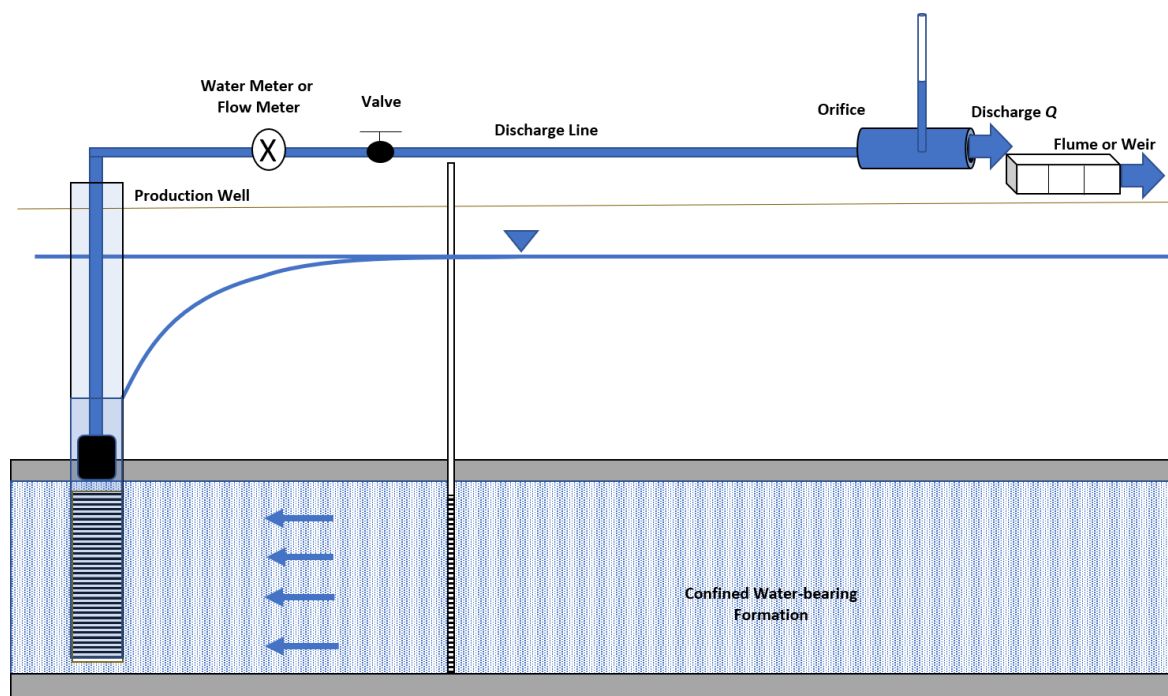 Water Meter or
Flow Meter
Valve
Discharge Line
Orifice
Discharge Q
Flume or Weir
X
Production Well
Confined Water-bearing
Formation